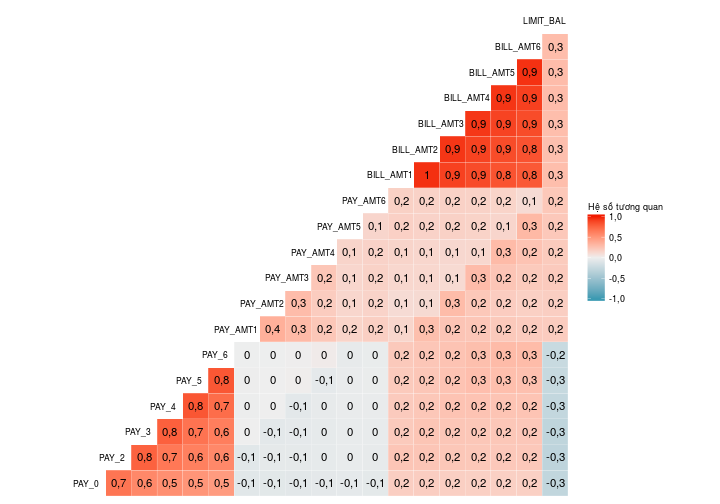 LIMIT_BAL
BILL_AMT6 0,3
BILL_AMT5 0,9 0,3
BILL_AMT4 0,9 0,9 0,3
BILL_AMT3 0,9 0,9 0,9 0,3
BILL_AMT2 0,9 0,9 0,9 0,8 0,3
BILL_AMT1 1 0,9 0,9 0,8 0,8 0,3
PAY_AMT6 0,2 0,2 0,2 0,2 0,2 0,1 0,2
PAY_AMT5 0,1 0,2 0,2 0,2 0,2 0,1 0,3 0,2
PAY_AMT4 0,1 0,2 0,1 0,1 0,1 0,1 0,3 0,2 0,2
PAY_AMT3 0,2 0,1 0,2 0,1 0,1 0,1 0,3 0,2 0,2 0,2
PAY_AMT2 0,3 0,2 0,1 0,2 0,1 0,1 0,3 0,2 0,2 0,2 0,2
PAY_AMT1 0,4 0,3 0,2 0,2 0,2 0,1 0,3 0,2 0,2 0,2 0,2 0,2
PAY_6 0 0 0 0 0 0 0,2 0,2 0,2 0,3 0,3 0,3 -0,2
PAY_5 0,8 0 0 0 -0,1 0 0 0,2 0,2 0,2 0,3 0,3 0,3 -0,3
PAY_4 0,8 0,7 0 0 -0,1 0 0 0 0,2 0,2 0,2 0,2 0,2 0,2 -0,3
PAY_3 0,8 0,7 0,6 0 -0,1 -0,1 0 0 0 0,2 0,2 0,2 0,2 0,2 0,2 -0,3
PAY_2 0,8 0,7 0,6 0,6 -0,1 -0,1 -0,1 0 0 0 0,2 0,2 0,2 0,2 0,2 0,2 -0,3
PAY_0 0,7 0,6 0,5 0,5 0,5 -0,1 -0,1 -0,1 -0,1 -0,1 -0,1 0,2 0,2 0,2 0,2 0,2 0,2 -0,3
Hệ số tương quan
1,0
0,5
0,0
-0,5
-1,0